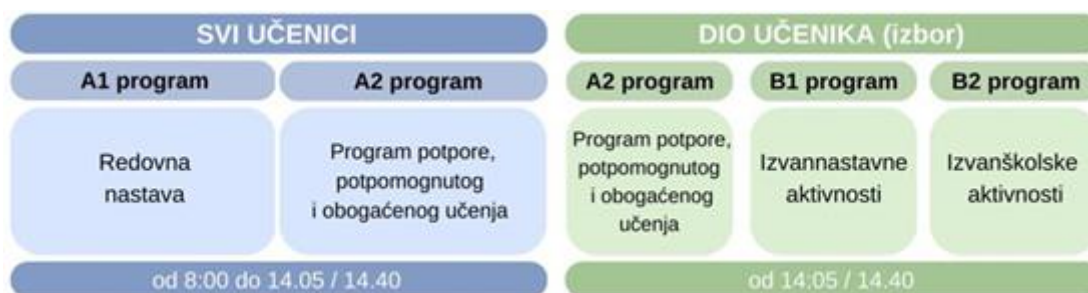 SVI UČENICI
A1 program
A2 program
Redovna
nastava
Program potpore,
potpomognutog
i obogaćenog učenja
od 8:00 do 14.05 / 14.40
DIO UČENIKA (izbor)
A2 program
B1 program
B2 program
Program potpore,
potpomognutog
i obogaćenog
učenja
Izvannastavne
aktivnosti
Izvanškolske
aktivnosti
od 14:05 / 14.40